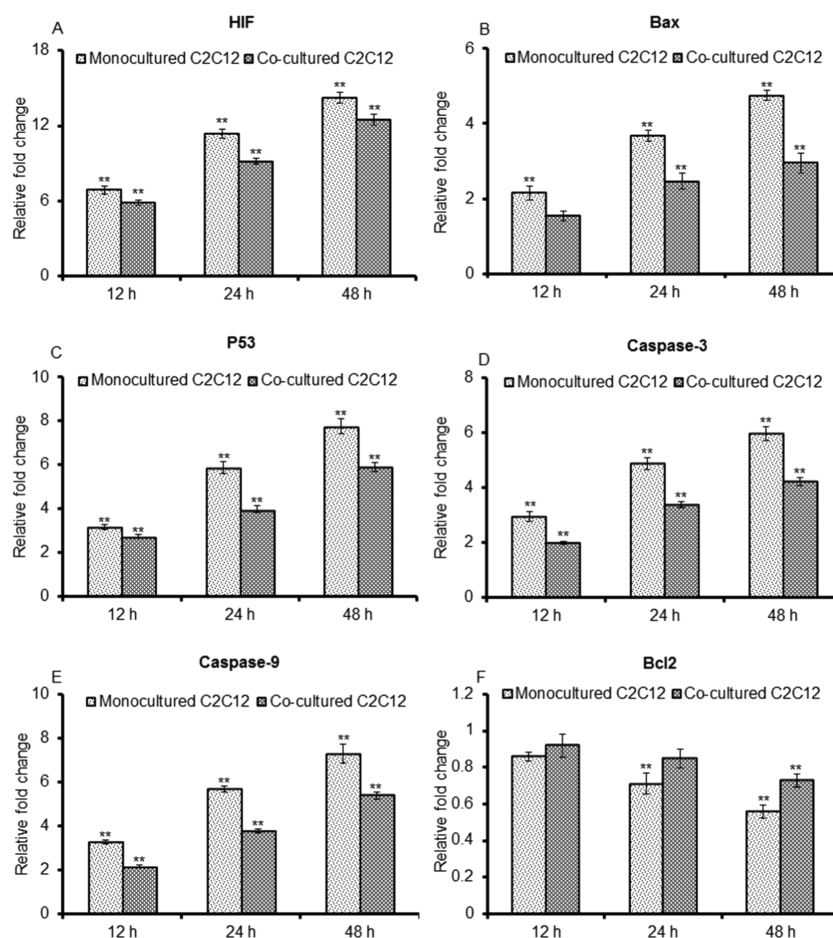 A
HIF
Monocultured C2C12 Co-cultured C2C12
Relative fold change
18
12
6
0
** ** ** ** ** **
12 h 24 h 48 h
B
Bax
Monocultured C2C12 Co-cultured C2C12
Relative fold change
6
4
2
0
** ** ** ** **
12 h 24 h 48 h
C
P53
Monocultured C2C12 Co-cultured C2C12
Relative fold change
10
8
6
4
2
0
** ** ** ** ** **
12 h 24 h 48 h
D
Caspase-3
Monocultured C2C12 Co-cultured C2C12
Relative fold change
8
6
4
2
0
** ** ** ** ** **
12 h 24 h 48 h
E
Caspase-9
Monocultured C2C12 Co-cultured C2C12
Relative fold change
10
8
6
4
2
0
** ** ** ** ** **
12 h 24 h 48 h
F
Bcl2
Monocultured C2C12 Co-cultured C2C12
Relative fold change
1.2
1
0.8
0.6
0.4
0.2
0
** ** **
12 h 24 h 48 h